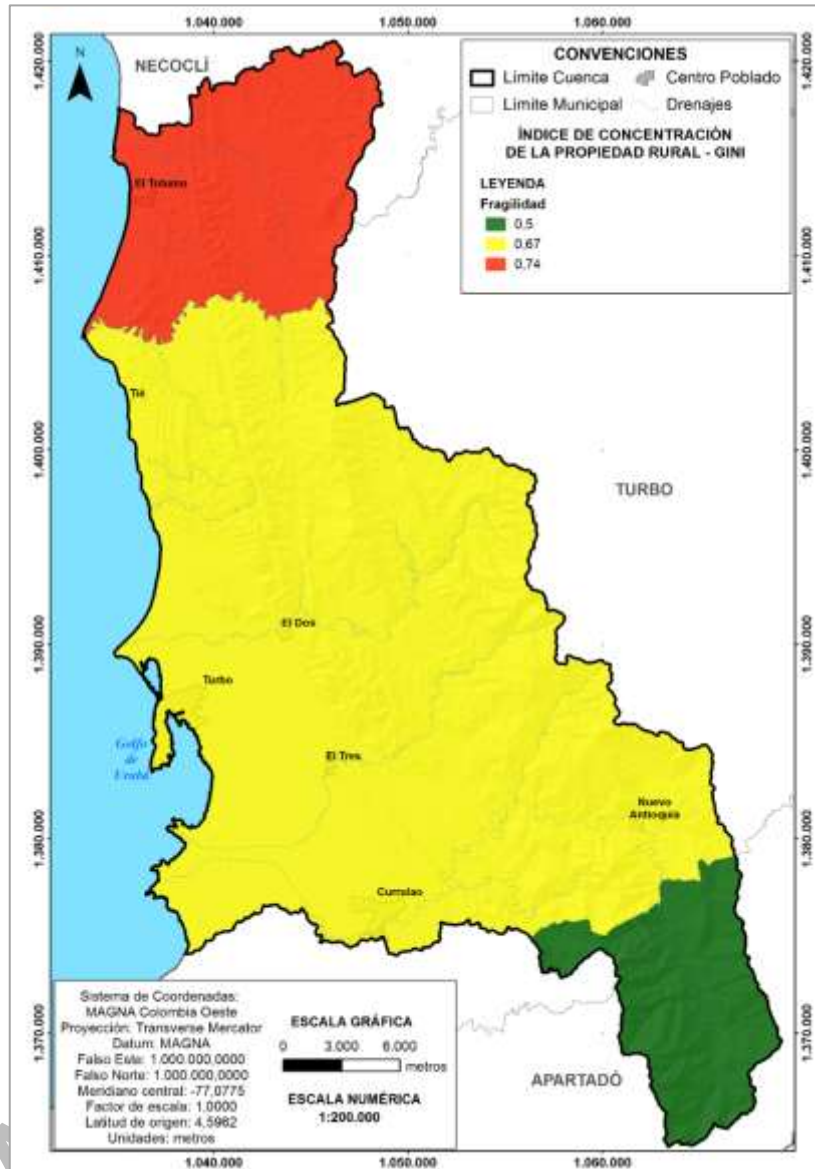 1.040.000 1.050.000 1.060.000
1.420.000
1.410.000
1.400.000
1.390.000
1.380.000
1.370.000
1.420.000
1.410.000
1.400.000
1.390.000
1.380.000
1.370.000
N
NECOCLÍ
CONVENCIONES
Límite Cuenca Centro Poblado
Límite Municipal Drenajes
ÍNDICE DE CONCENTRACIÓN
DE LA PROPIEDAD RURAL - GINI
LEYENDA
Fragilidad
0.5
0,67
0,74
El Totumo
Tié
TURBO
El Dos
Turbo
Golfo
de
Urabá
El Tres
Nuevo
Antioquia
Currulao
APARTADÓ
Sistema de Coordenadas:
MAGNA Colombia Oeste
Proyección: Transverse Mercator
Datum: MAGNA
Falso Este: 1.000.000,0000
Falso Norte: 1.000.000,0000
Meridiano central: -77,0775
Factor de escala: 1,0000
Latitud de origen: 4,5962
Unidades: metros
ESCALA GRÁFICA
0 3.000 6.000
metros
ESCALA NUMÉRICA
1:200.000
1.040.000 1.050.000 1.060.000